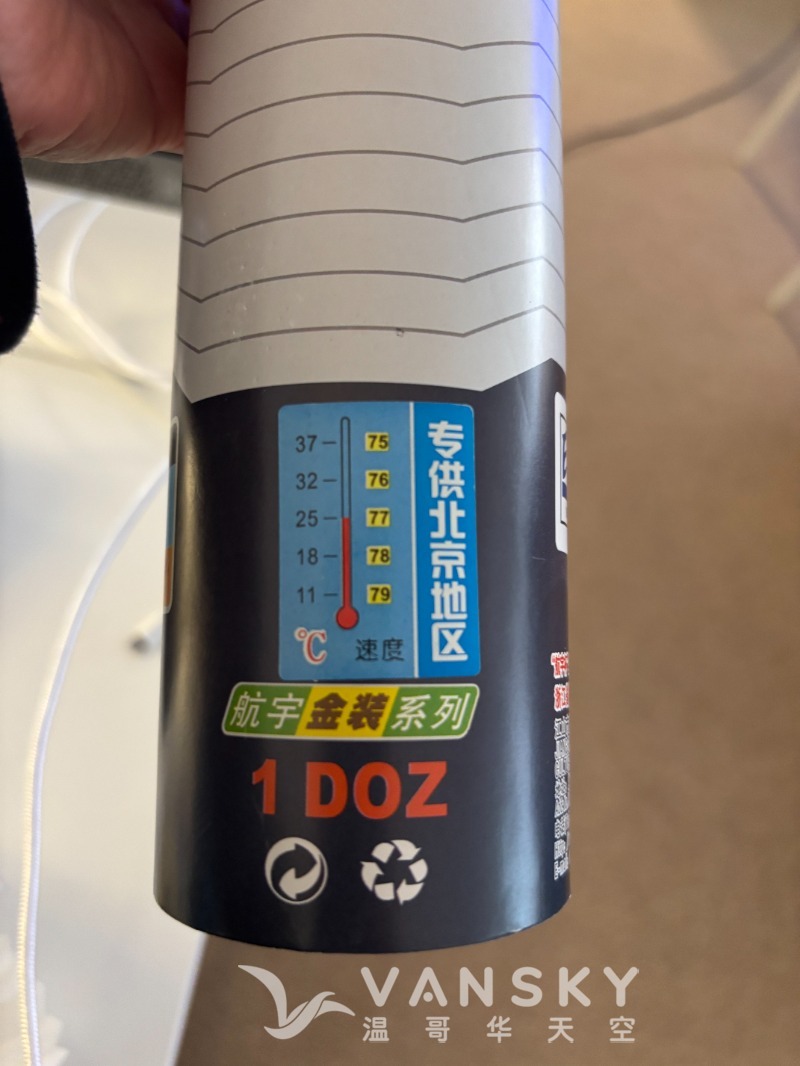 37 75
32 76
25 77
18 78
11 79
℃ 速度
专供北京地区
航宇金装系列
1 DOZ
VANSKY
温哥华天空